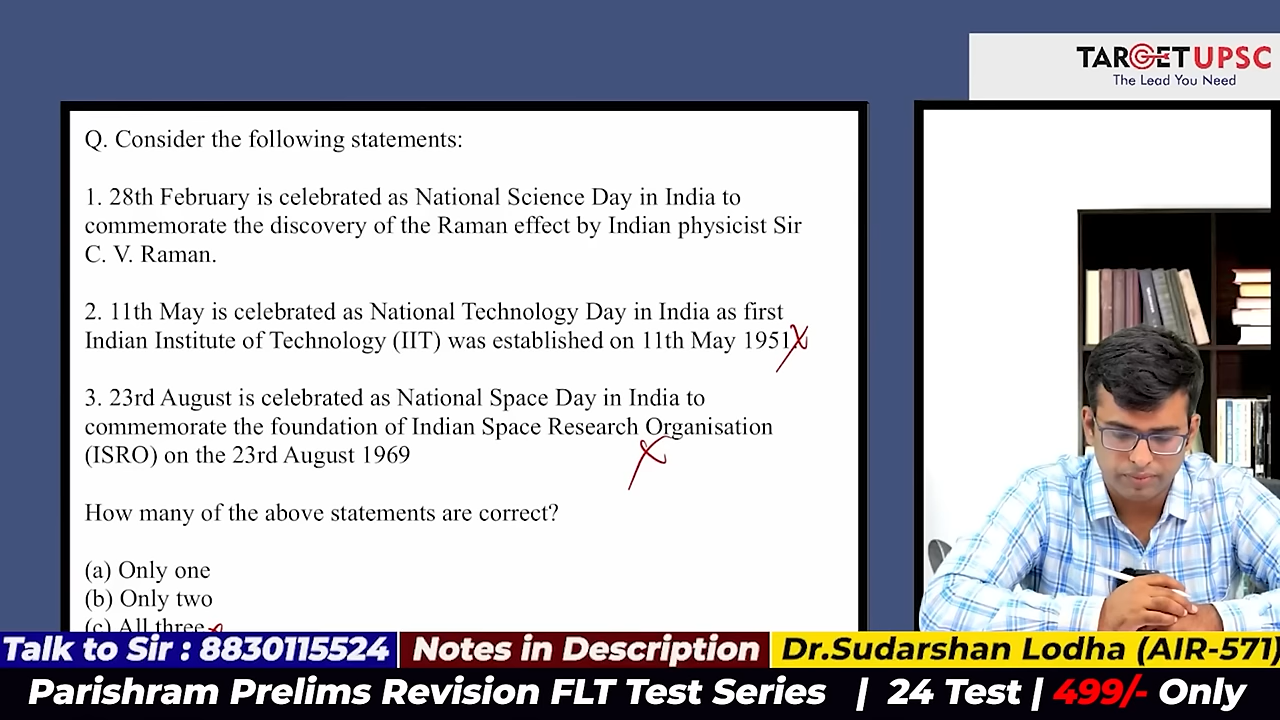 TARGET UPSC
The Lead You Need
Q. Consider the following statements:
1. 28th February is celebrated as National Science Day in India to
commemorate the discovery of the Raman effect by Indian physicist Sir
C. V. Raman.
2. 11th May is celebrated as National Technology Day in India as first
Indian Institute of Technology (IIT) was established on 11th May 1951
3. 23rd August is celebrated as National Space Day in India to
commemorate the foundation of Indian Space Research Organisation
(ISRO) on the 23rd August 1969
How many of the above statements are correct?
(a) Only one
(b) Only two
(c) All three
Talk to Sir : 8830115524 Notes in Description Dr.Sudarshan Lodha (AIR-571)
Parishram Prelims Revision FLT Test Series | 24 Test | 499/- Only